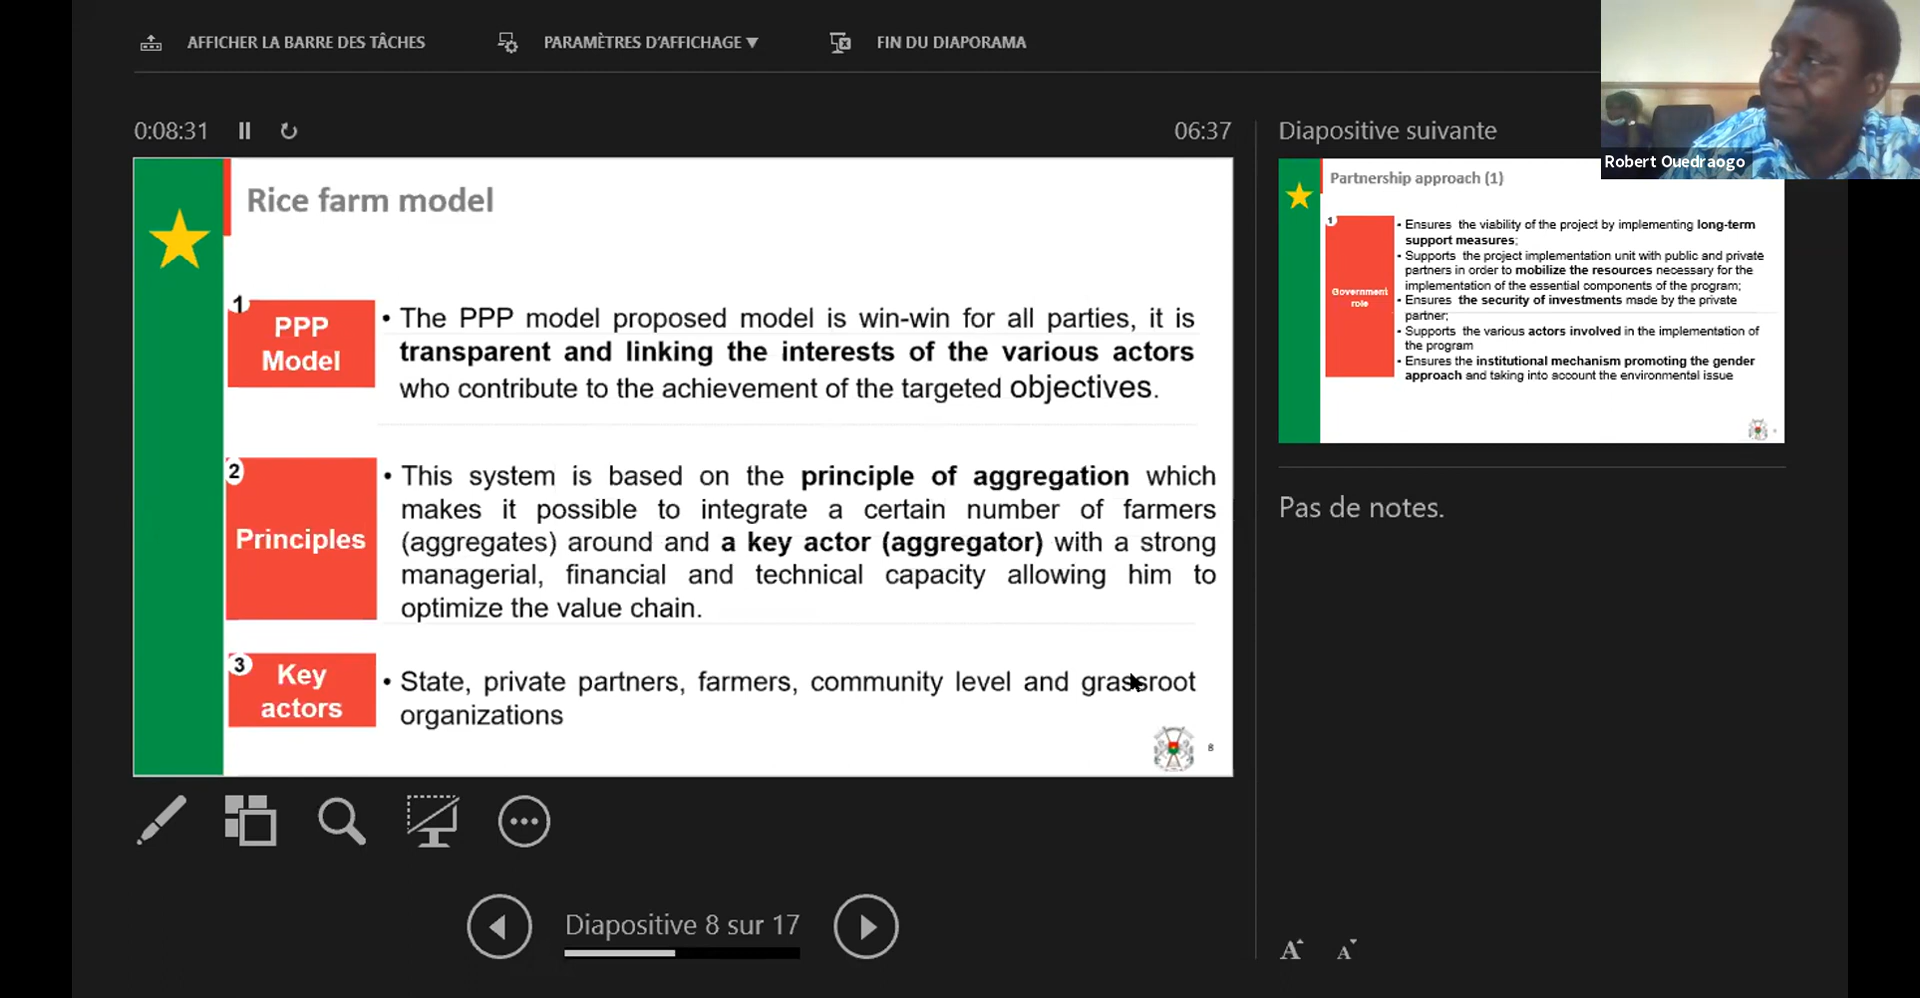 AFFICHER LA BARRE DES TÂCHES
PARAMÈTRES D'AFFICHAGE ▼
FIN DU DIAPORAMA
0:08:31
06:37
Rice farm model
1
PPP
Model
• The PPP model proposed model is win-win for all parties, it is
transparent and linking the interests of the various actors
who contribute to the achievement of the targeted objectives.
2
Principles
• This system is based on the principle of aggregation which
makes it possible to integrate a certain number of farmers
(aggregates) around and a key actor (aggregator) with a strong
managerial, financial and technical capacity allowing him to
optimize the value chain.
3
Key
actors
• State, private partners, farmers, community level and grassroot
organizations
8
Diapositive 8 sur 17
Diapositive suivante
Robert Ouedraogo
Partnership approach (1)
1
Government
role
• Ensures the viability of the project by implementing long-term
support measures;
• Supports the project implementation unit with public and private
partners in order to mobilize the resources necessary for the
implementation of the essential components of the program;
• Ensures the security of investments made by the private
partner;
• Supports the various actors involved in the implementation of
the program
• Ensures the institutional mechanism promoting the gender
approach and taking into account the environmental issue
Pas de notes.
A A